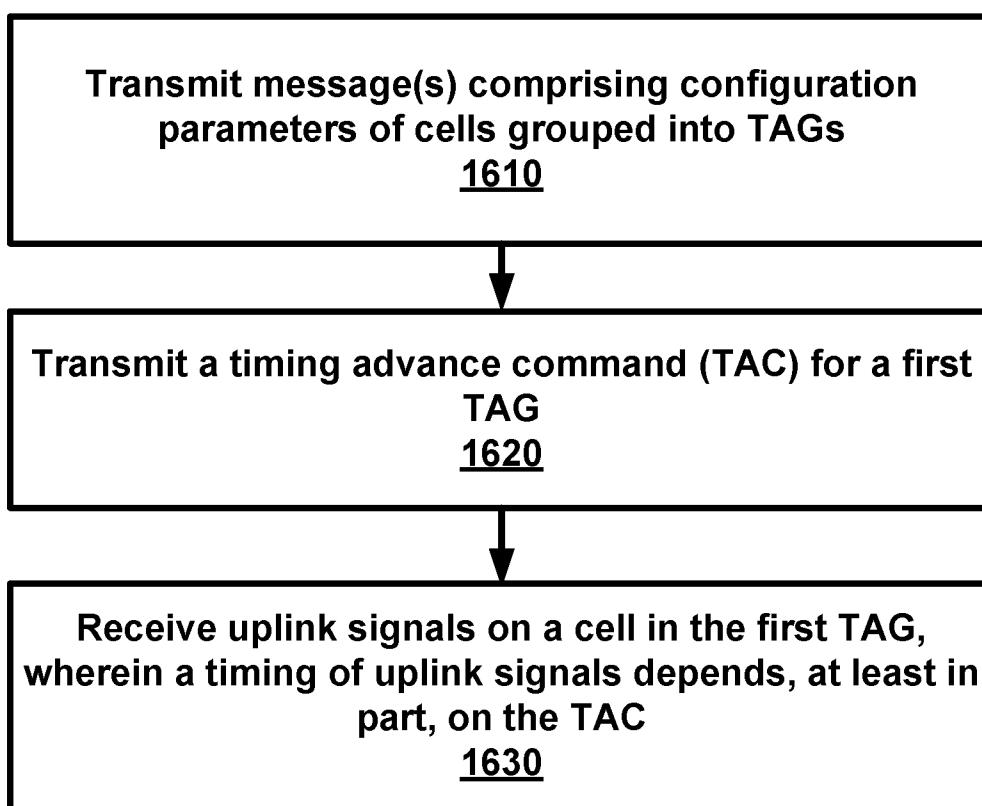 Transmit message(s) comprising configuration
parameters of cells grouped into TAGs
1610
Transmit a timing advance command (TAC) for a first
TAG
1620
Receive uplink signals on a cell in the first TAG,
wherein a timing of uplink signals depends, at least in
part, on the TAC
1630